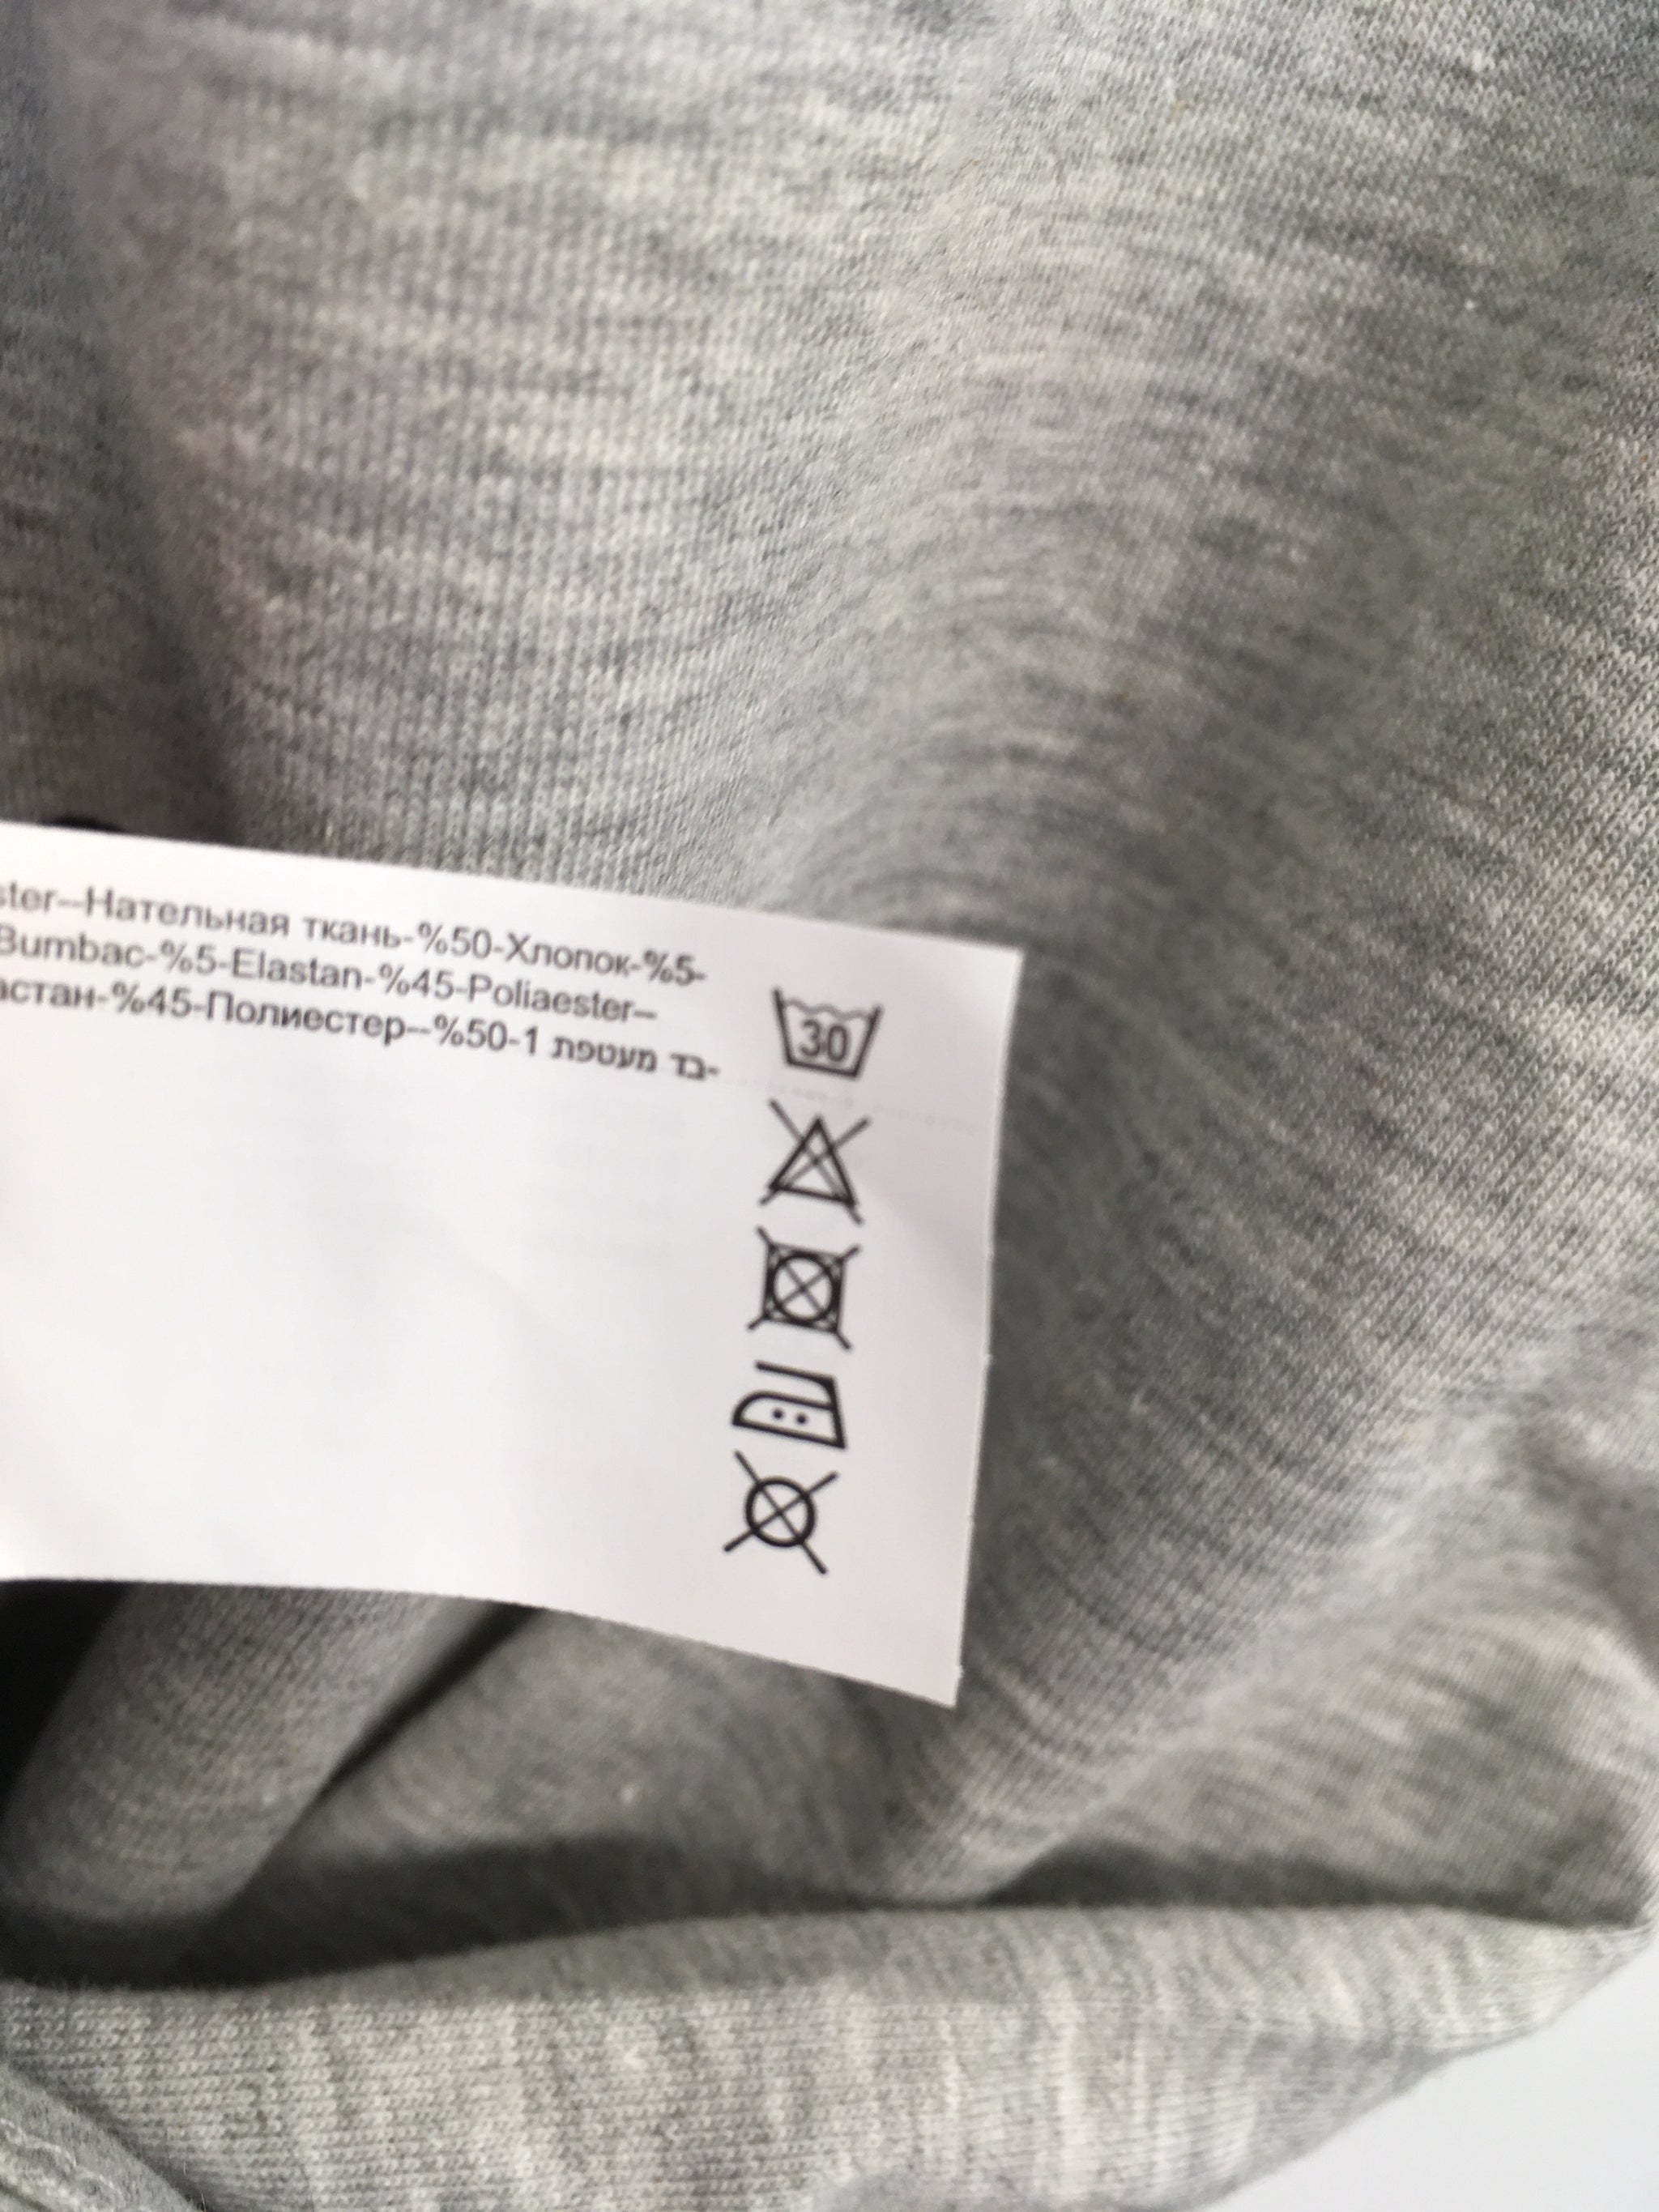 ster--Нательная ткань-%50-Хлопок-%5-
Bumbac-%5-Elastan-%45-Poliaester--
астан-%45-Полиестер--%50-1 בד מעטפת-
30